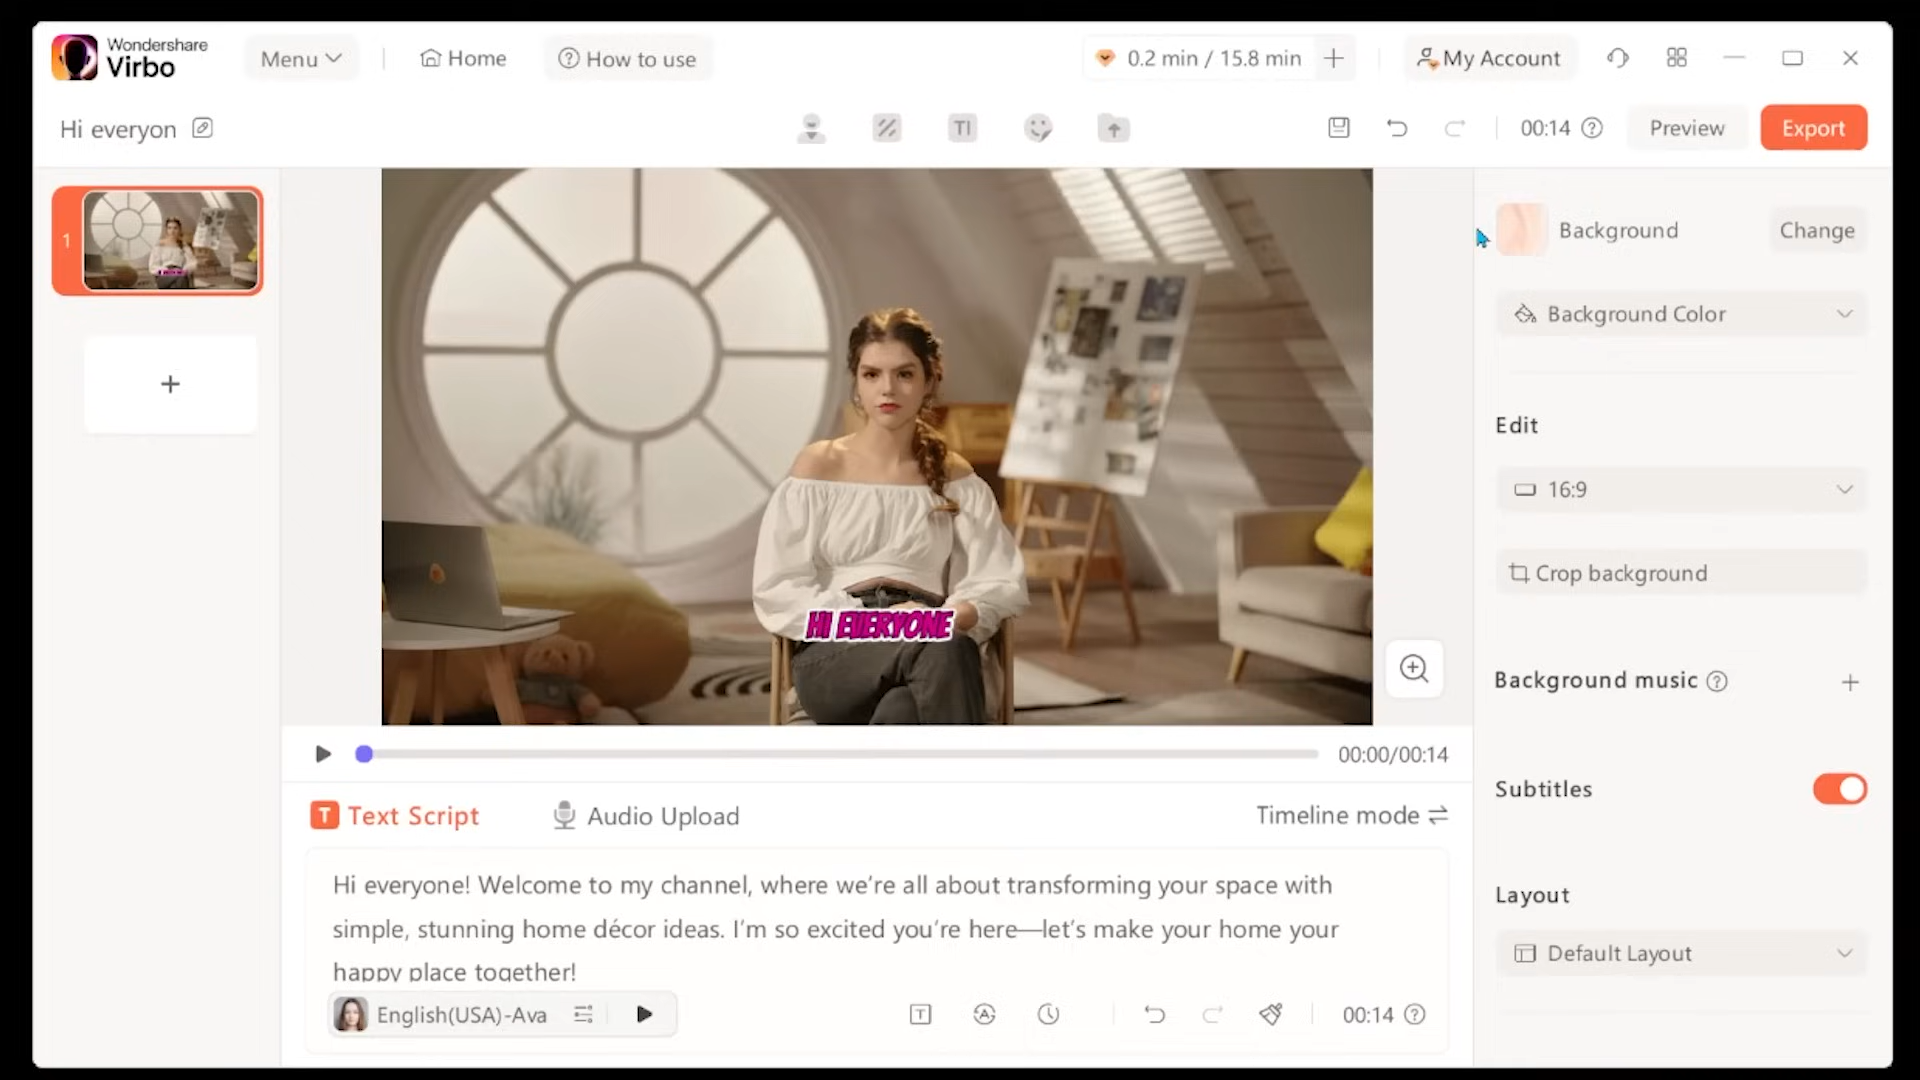 Wondershare
Virbo
Menu
Home
How to use
0.2 min / 15.8 min
My Account
Hi everyon
TI
00:14
Preview
Export
1
HI EVERYONE
Background
Change
Background Color
Edit
16:9
Crop background
Background music
Subtitles
Layout
Default Layout
00:00/00:14
Text Script
Audio Upload
Timeline mode
Hi everyone! Welcome to my channel, where we’re all about transforming your space with
simple, stunning home décor ideas. I’m so excited you’re here—let’s make your home your
happy place together!
English(USA)-Ava
00:14